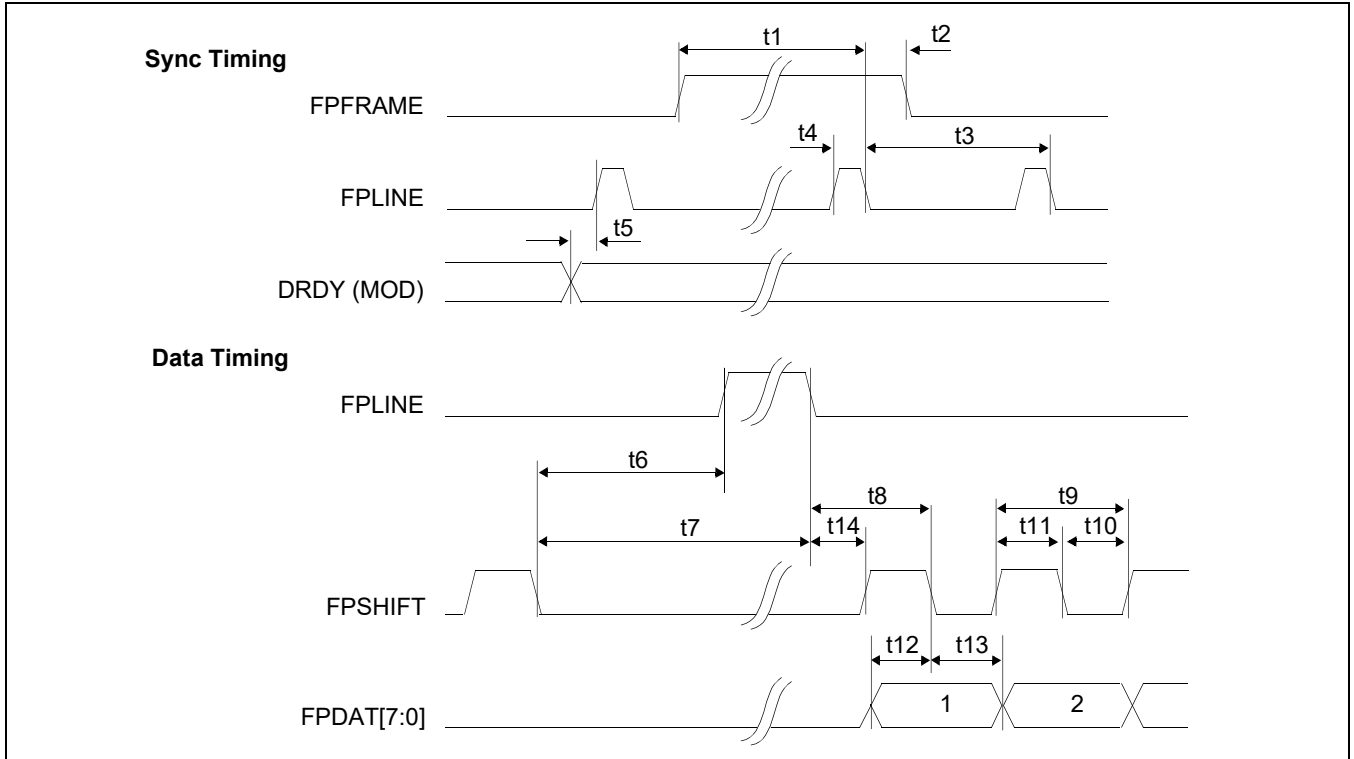 t1
t2
Sync Timing
FPFRAME
t4
t3
FPLINE
t5
DRDY (MOD)
Data Timing
FPLINE
t6
t8
t9
t7
t14
t11
t10
FPSHIFT
t12
t13
FPDAT[7:0]
1
2